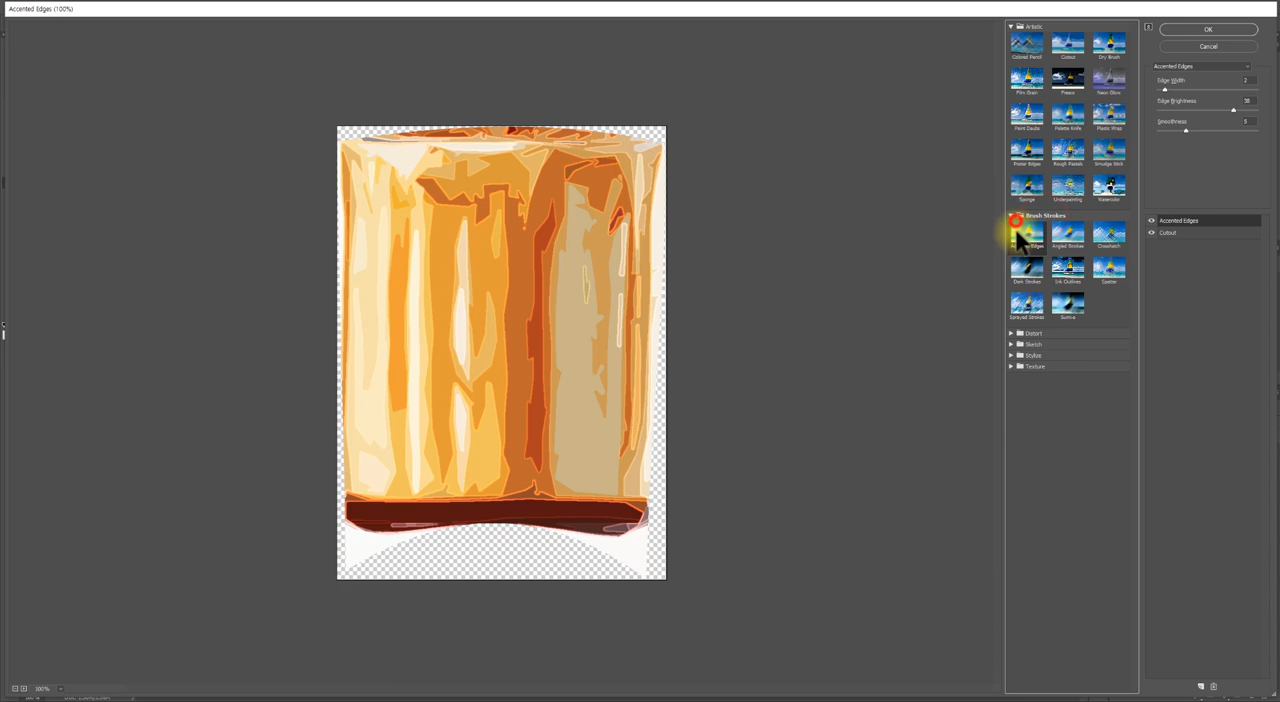 Accented Edges (100%)
Artistic
Colored Pencil
Cutout
Dry Brush
Film Grain
Fresco
Neon Glow
Paint Daubs
Palette Knife
Plastic Wrap
Poster Edges
Rough Pastels
Smudge Stick
Sponge
Underpainting
Watercolor
Brush Strokes
Angled Strokes
Crosshatch
Dark Strokes
Ink Outlines
Spatter
Sprayed Strokes
Sumi-e
Distort
Sketch
Stylize
Texture
OK
Cancel
Accented Edges
Edge Width 2
Edge Brightness 38
Smoothness 5
Accented Edges
Cutout
100%